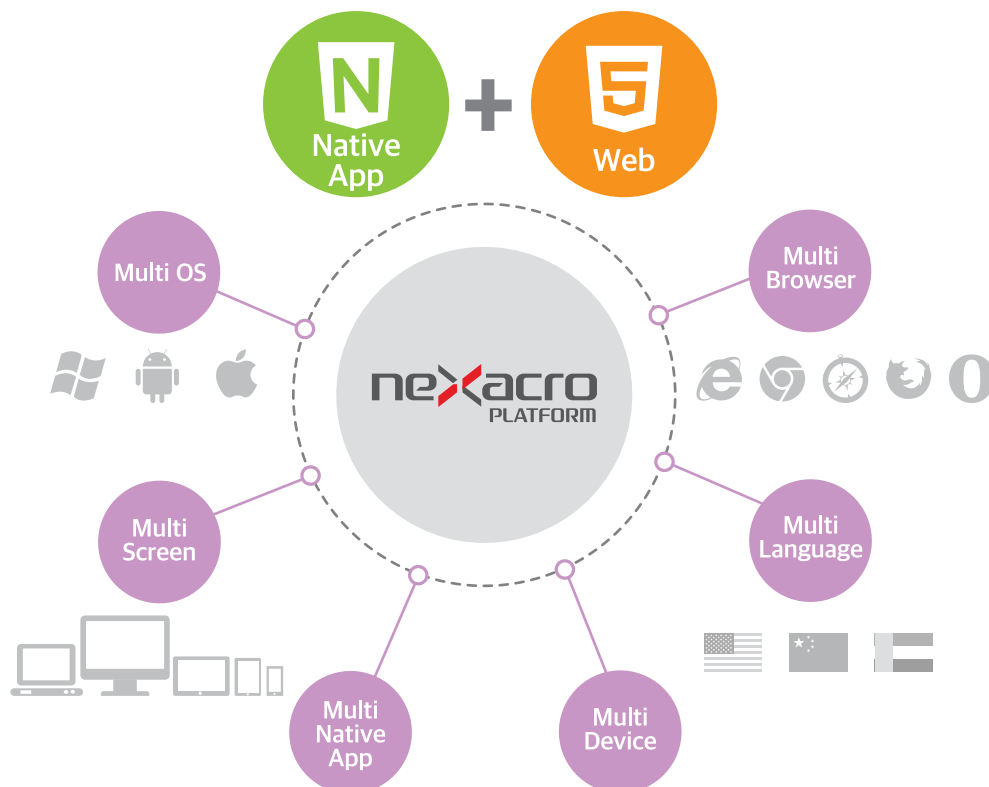 N
Native
App
5
Web
Multi OS
Multi
Browser
nexacro
PLATFORM
Multi
Screen
Multi
Language
Multi
Native
App
Multi
Device